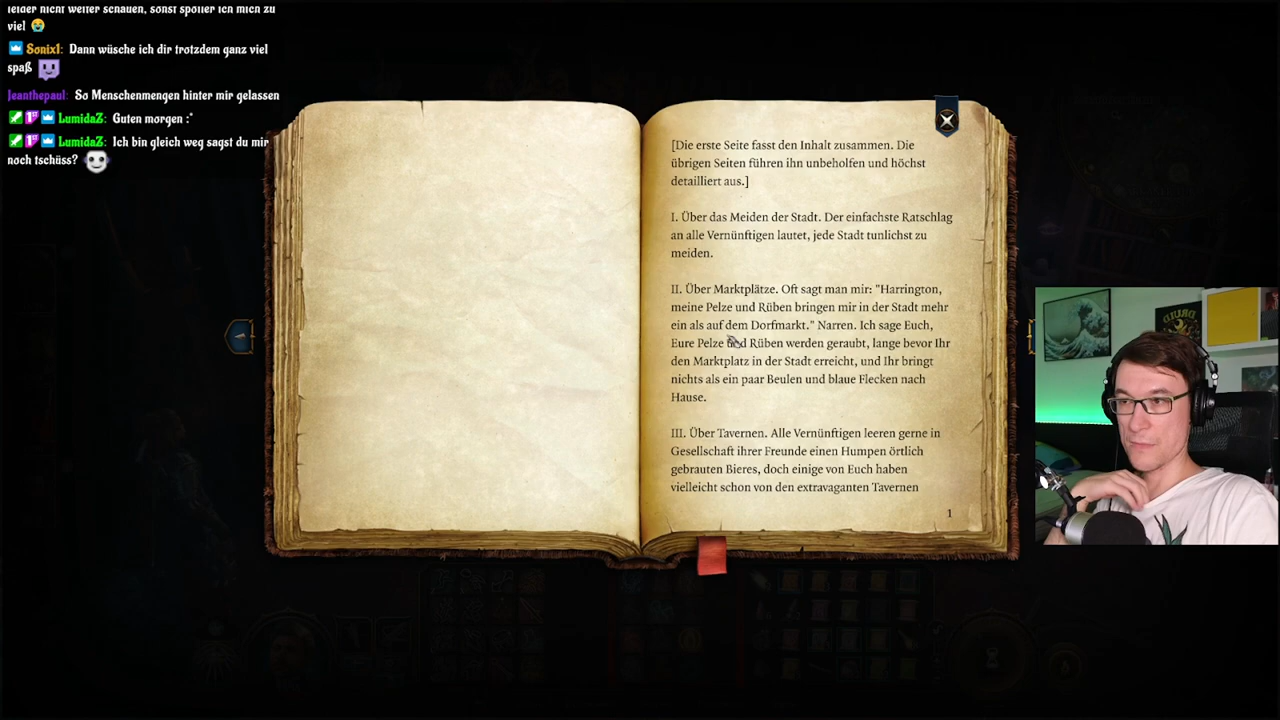 leider nicht weiter schauen, sonst spoiler ich mich zu
viel
Sonix1: Dann wüsche ich dir trotzdem ganz viel
spaß
Jeanthepaul: So Menschenmengen hinter mir gelassen
LumidaZ: Guten morgen :*
LumidaZ: Ich bin gleich weg sagst du mir
noch tschüss?
[Die erste Seite fasst den Inhalt zusammen. Die
übrigen Seiten führen ihn unbeholfen und höchst
detailliert aus.]
I. Über das Meiden der Stadt. Der einfachste Ratschlag
an alle Vernünftigen lautet, jede Stadt tunlichst zu
meiden.
II. Über Marktplätze. Oft sagt man mir: "Harrington,
meine Pelze und Rüben bringen mir in der Stadt mehr
ein als auf dem Dorfmarkt." Narren. Ich sage Euch,
Eure Pelze und Rüben werden geraubt, lange bevor Ihr
den Marktplatz in der Stadt erreicht, und Ihr bringt
nichts als ein paar Beulen und blaue Flecken nach
Hause.
III. Über Tavernen. Alle Vernünftigen leeren gerne in
Gesellschaft ihrer Freunde einen Humpen örtlich
gebrauten Bieres, doch einige von Euch haben
vielleicht schon von den extravaganten Tavernen
1